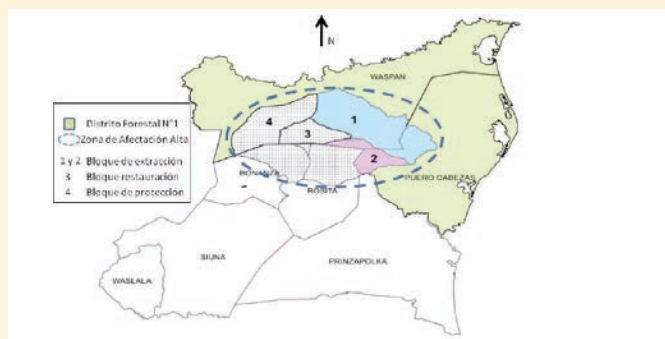 N
WASPAN
1
4
3
2
BONANZA
ROSITA
PUERO CABEZAS
SIUNA
PRINZAPOLKA
WASLALA
Distrito Forestal N°1
Zona de Afectación Alta
1 y 2 Bloque de extracción
3 Bloque restauración
4 Bloque de protección